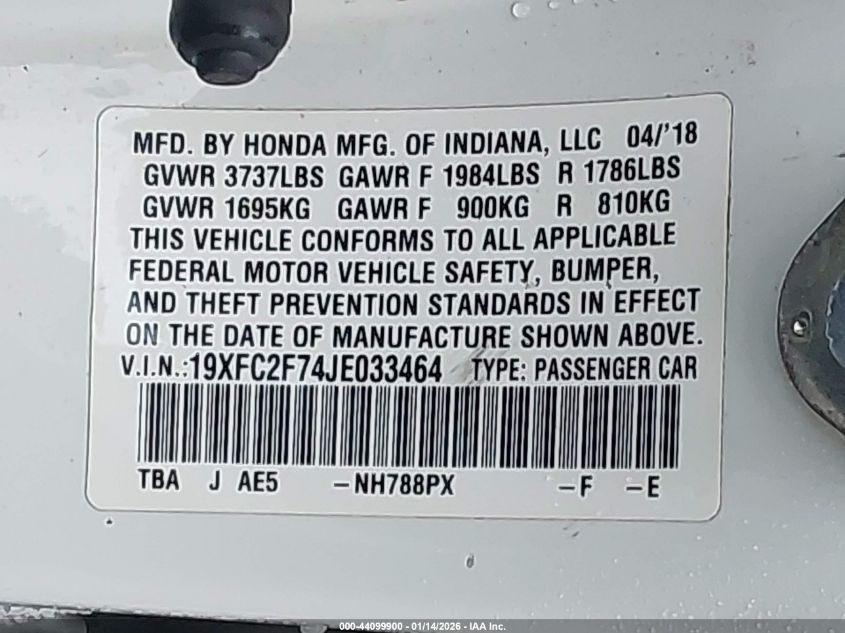 MFD. BY HONDA MFG. OF INDIANA, LLC 04/'18
GVWR 3737LBS GAWR F 1984LBS R 1786LBS
GVWR 1695KG GAWR F 900KG R 810KG
THIS VEHICLE CONFORMS TO ALL APPLICABLE
FEDERAL MOTOR VEHICLE SAFETY, BUMPER,
AND THEFT PREVENTION STANDARDS IN EFFECT
ON THE DATE OF MANUFACTURE SHOWN ABOVE.
V.I.N.:19XFC2F74JE033464 TYPE: PASSENGER CAR
TBA J AE5 -NH788PX -F -E
000-44099900 - 01/14/2026 - IAA Inc.